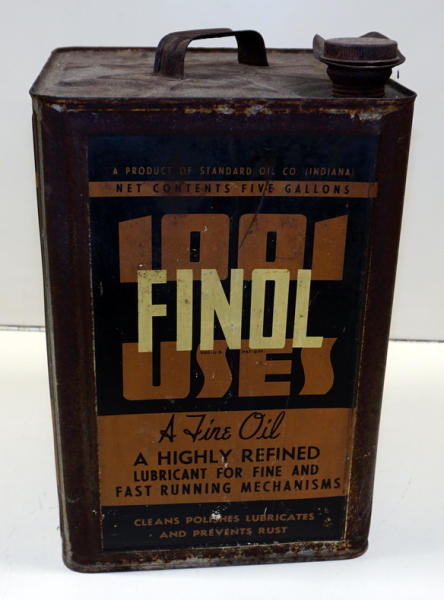 A PRODUCT OF STANDARD OIL CO (INDIANA)
NET CONTENTS FIVE GALLONS
1001
FINOL
USES
A Fine Oil
A HIGHLY REFINED
LUBRICANT FOR FINE AND
FAST RUNNING MECHANISMS
CLEANS POLISHES LUBRICATES
AND PREVENTS RUST